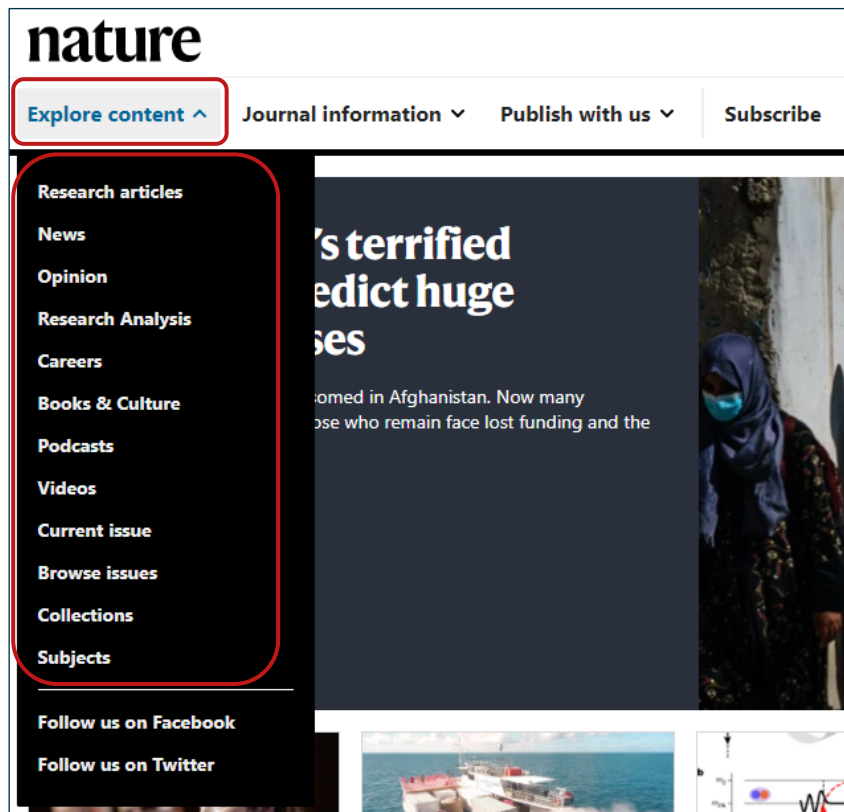 nature
Explore content
Journal information
Publish with us
Subscribe
Research articles
News
Opinion
Research Analysis
Careers
Books & Culture
Podcasts
Videos
Current issue
Browse issues
Collections
Subjects
Follow us on Facebook
Follow us on Twitter
's terrified
edict huge
ses
comed in Afghanistan. Now many
ose who remain face lost funding and the
b